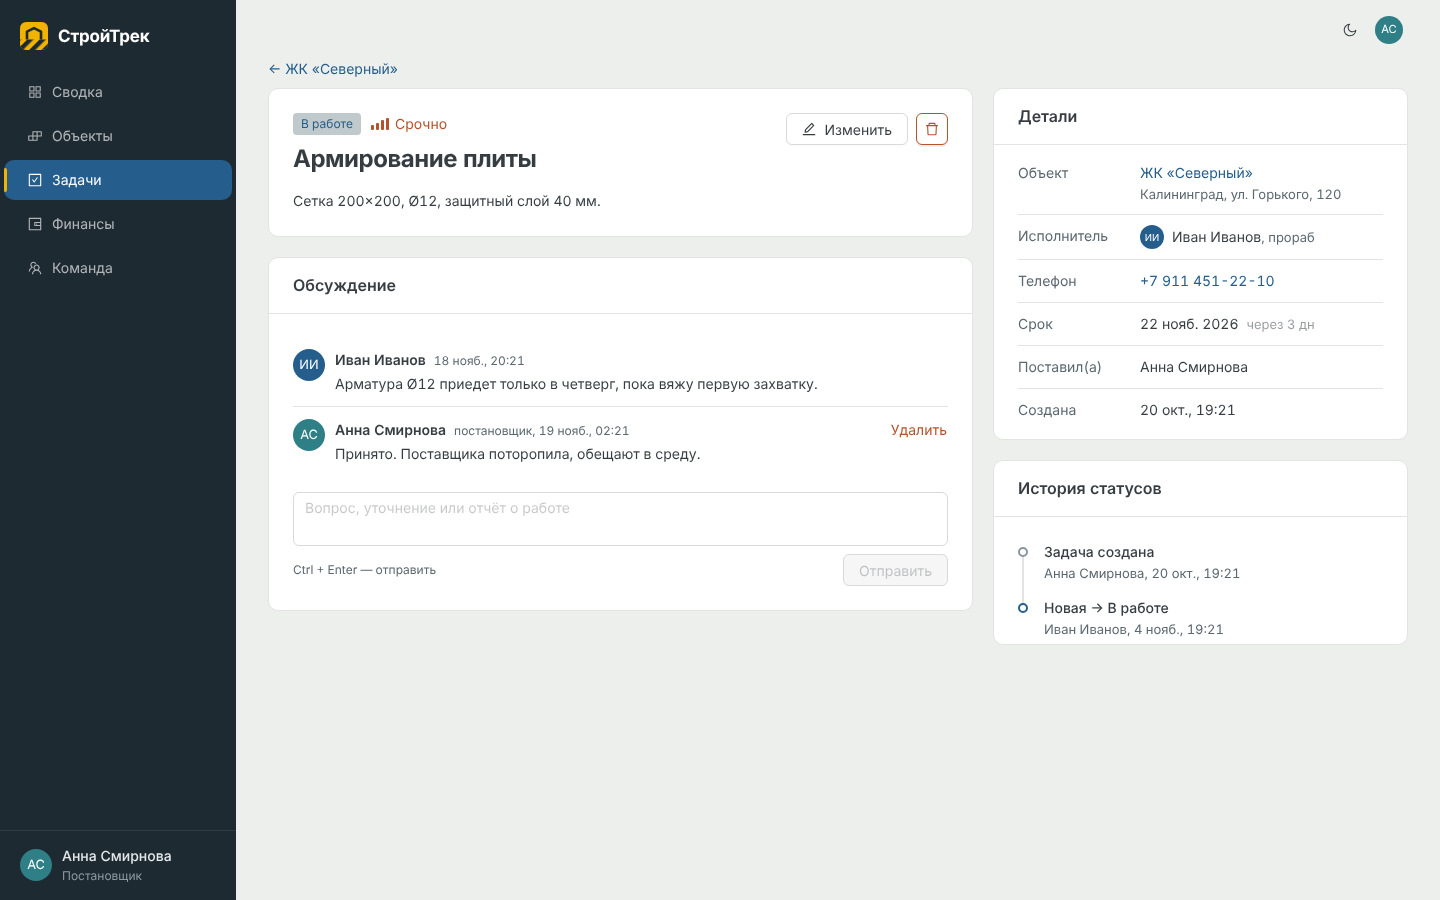 СтройТрек
Сводка
Объекты
Задачи
Финансы
Команда
АС
Анна Смирнова
Постановщик
АС
← ЖК «Северный»
В работе Срочно
Изменить
Армирование плиты
Сетка 200×200, Ø12, защитный слой 40 мм.
Обсуждение
ИИ
Иван Иванов 18 нояб., 20:21
Арматура Ø12 приедет только в четверг, пока вяжу первую захватку.
АС
Анна Смирнова постановщик, 19 нояб., 02:21
Удалить
Принято. Поставщика поторопила, обещают в среду.
Вопрос, уточнение или отчёт о работе
Ctrl + Enter — отправить
Отправить
Детали
Объект ЖК «Северный»
Калининград, ул. Горького, 120
Исполнитель ИИ Иван Иванов, прораб
Телефон +7 911 451-22-10
Срок 22 нояб. 2026 через 3 дн
Поставил(а) Анна Смирнова
Создана 20 окт., 19:21
История статусов
Задача создана
Анна Смирнова, 20 окт., 19:21
Новая → В работе
Иван Иванов, 4 нояб., 19:21